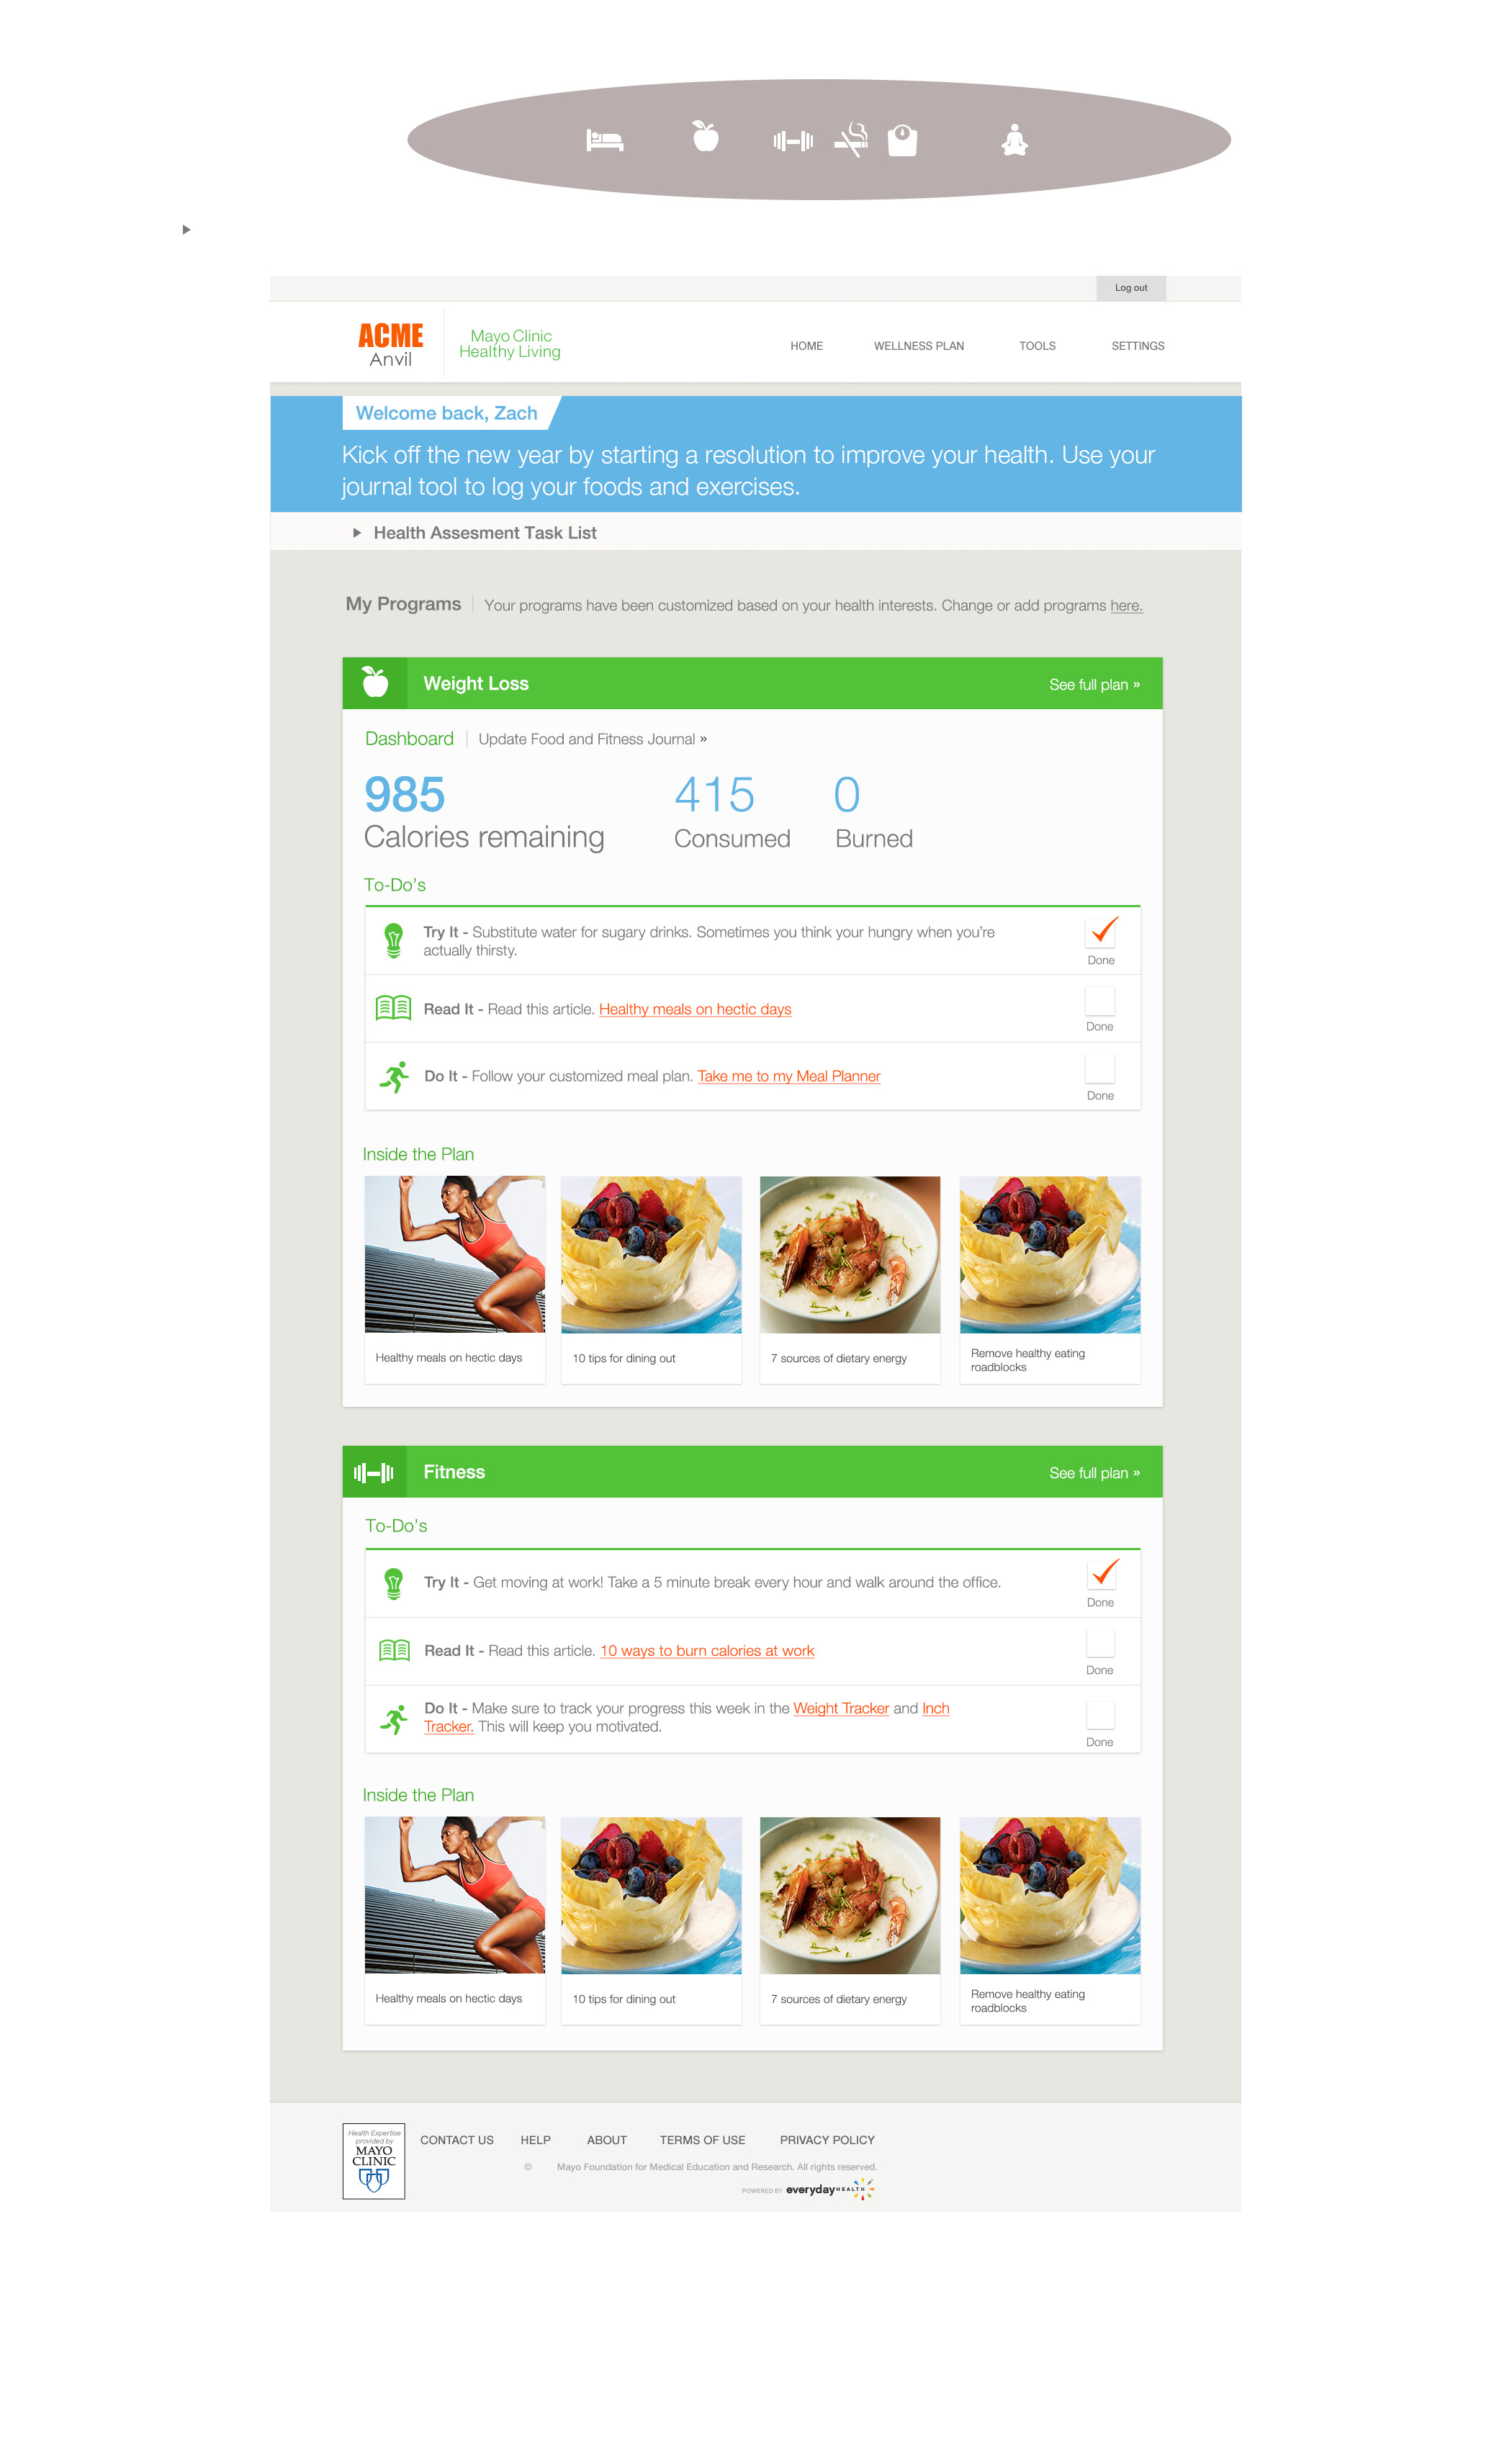 Log out
ACME
Anvil
Mayo Clinic
Healthy Living
HOME WELLNESS PLAN TOOLS SETTINGS
Welcome back, Zach
Kick off the new year by starting a resolution to improve your health. Use your
journal tool to log your foods and exercises.
Health Assesment Task List
My Programs Your programs have been customized based on your health interests. Change or add programs here.
Weight Loss See full plan »
Dashboard Update Food and Fitness Journal »
985 415 0
Calories remaining Consumed Burned
To-Do's
Try It - Substitute water for sugary drinks. Sometimes you think your hungry when you're
actually thirsty.
Done
Read It - Read this article. Healthy meals on hectic days
Done
Do It - Follow your customized meal plan. Take me to my Meal Planner
Done
Inside the Plan
Healthy meals on hectic days
10 tips for dining out
7 sources of dietary energy
Remove healthy eating
roadblocks
Fitness See full plan »
To-Do's
Try It - Get moving at work! Take a 5 minute break every hour and walk around the office.
Done
Read It - Read this article. 10 ways to burn calories at work
Done
Do It - Make sure to track your progress this week in the Weight Tracker and Inch
Tracker. This will keep you motivated.
Done
Inside the Plan
Healthy meals on hectic days
10 tips for dining out
7 sources of dietary energy
Remove healthy eating
roadblocks
Health Expertise
provided by
MAYO
CLINIC
CONTACT US HELP ABOUT TERMS OF USE PRIVACY POLICY
© Mayo Foundation for Medical Education and Research. All rights reserved.
POWERED BY everyday HEALTH